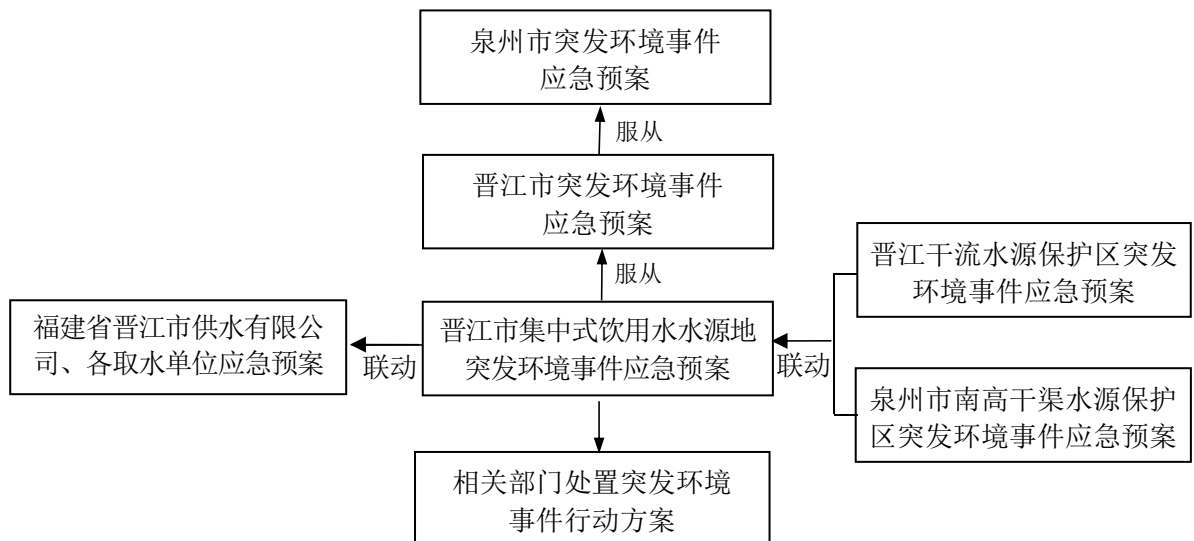 泉州市突发环境事件
应急预案
服从
晋江市突发环境事件
应急预案
服从
晋江干流水源保护区突发
环境事件应急预案
福建省晋江市供水有限公
司、各取水单位应急预案
联动
晋江市集中式饮用水水源地
突发环境事件应急预案
联动
泉州市南高干渠水源保护
区突发环境事件应急预案
相关部门处置突发环境
事件行动方案